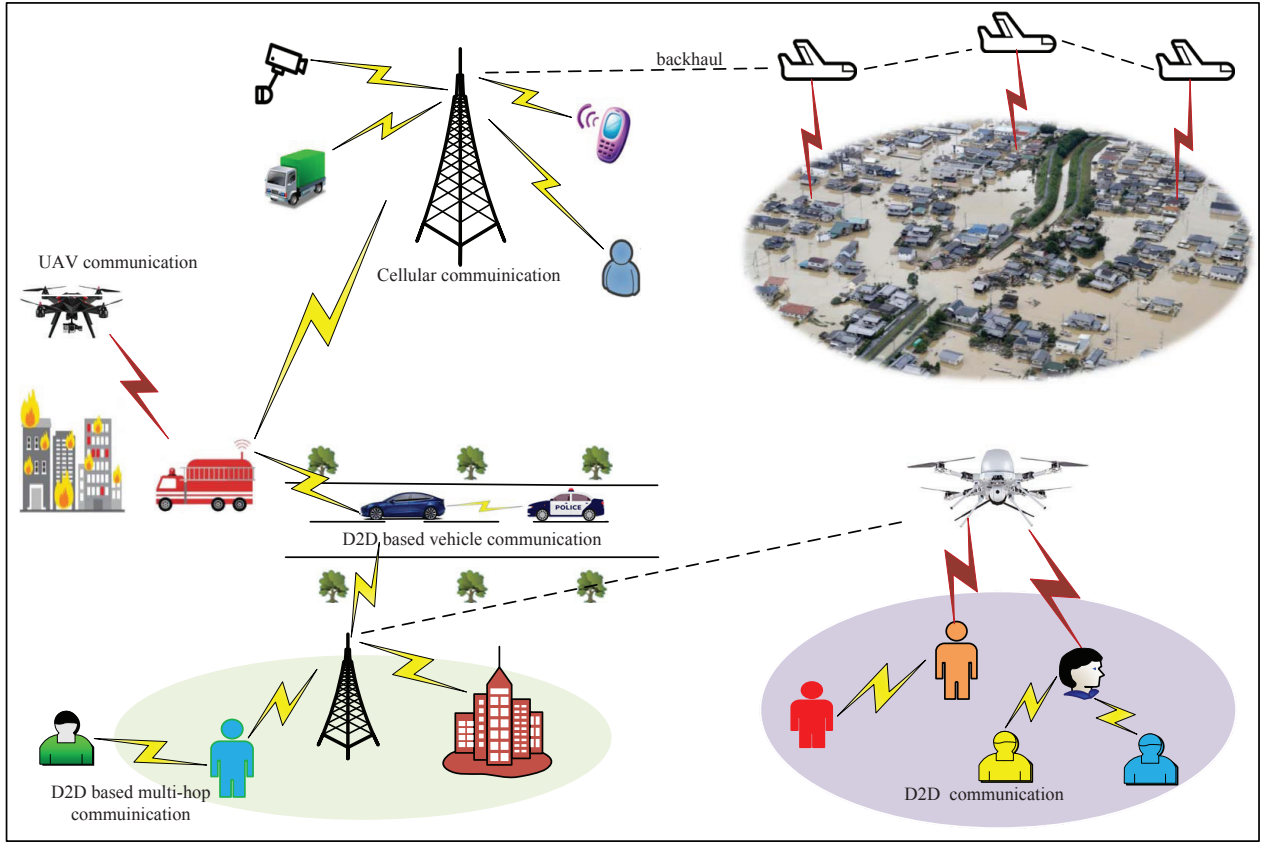 backhaul
UAV communication
Cellular commuinication
POLICE
D2D based vehicle communication
D2D based multi-hop
commuinication
D2D communication